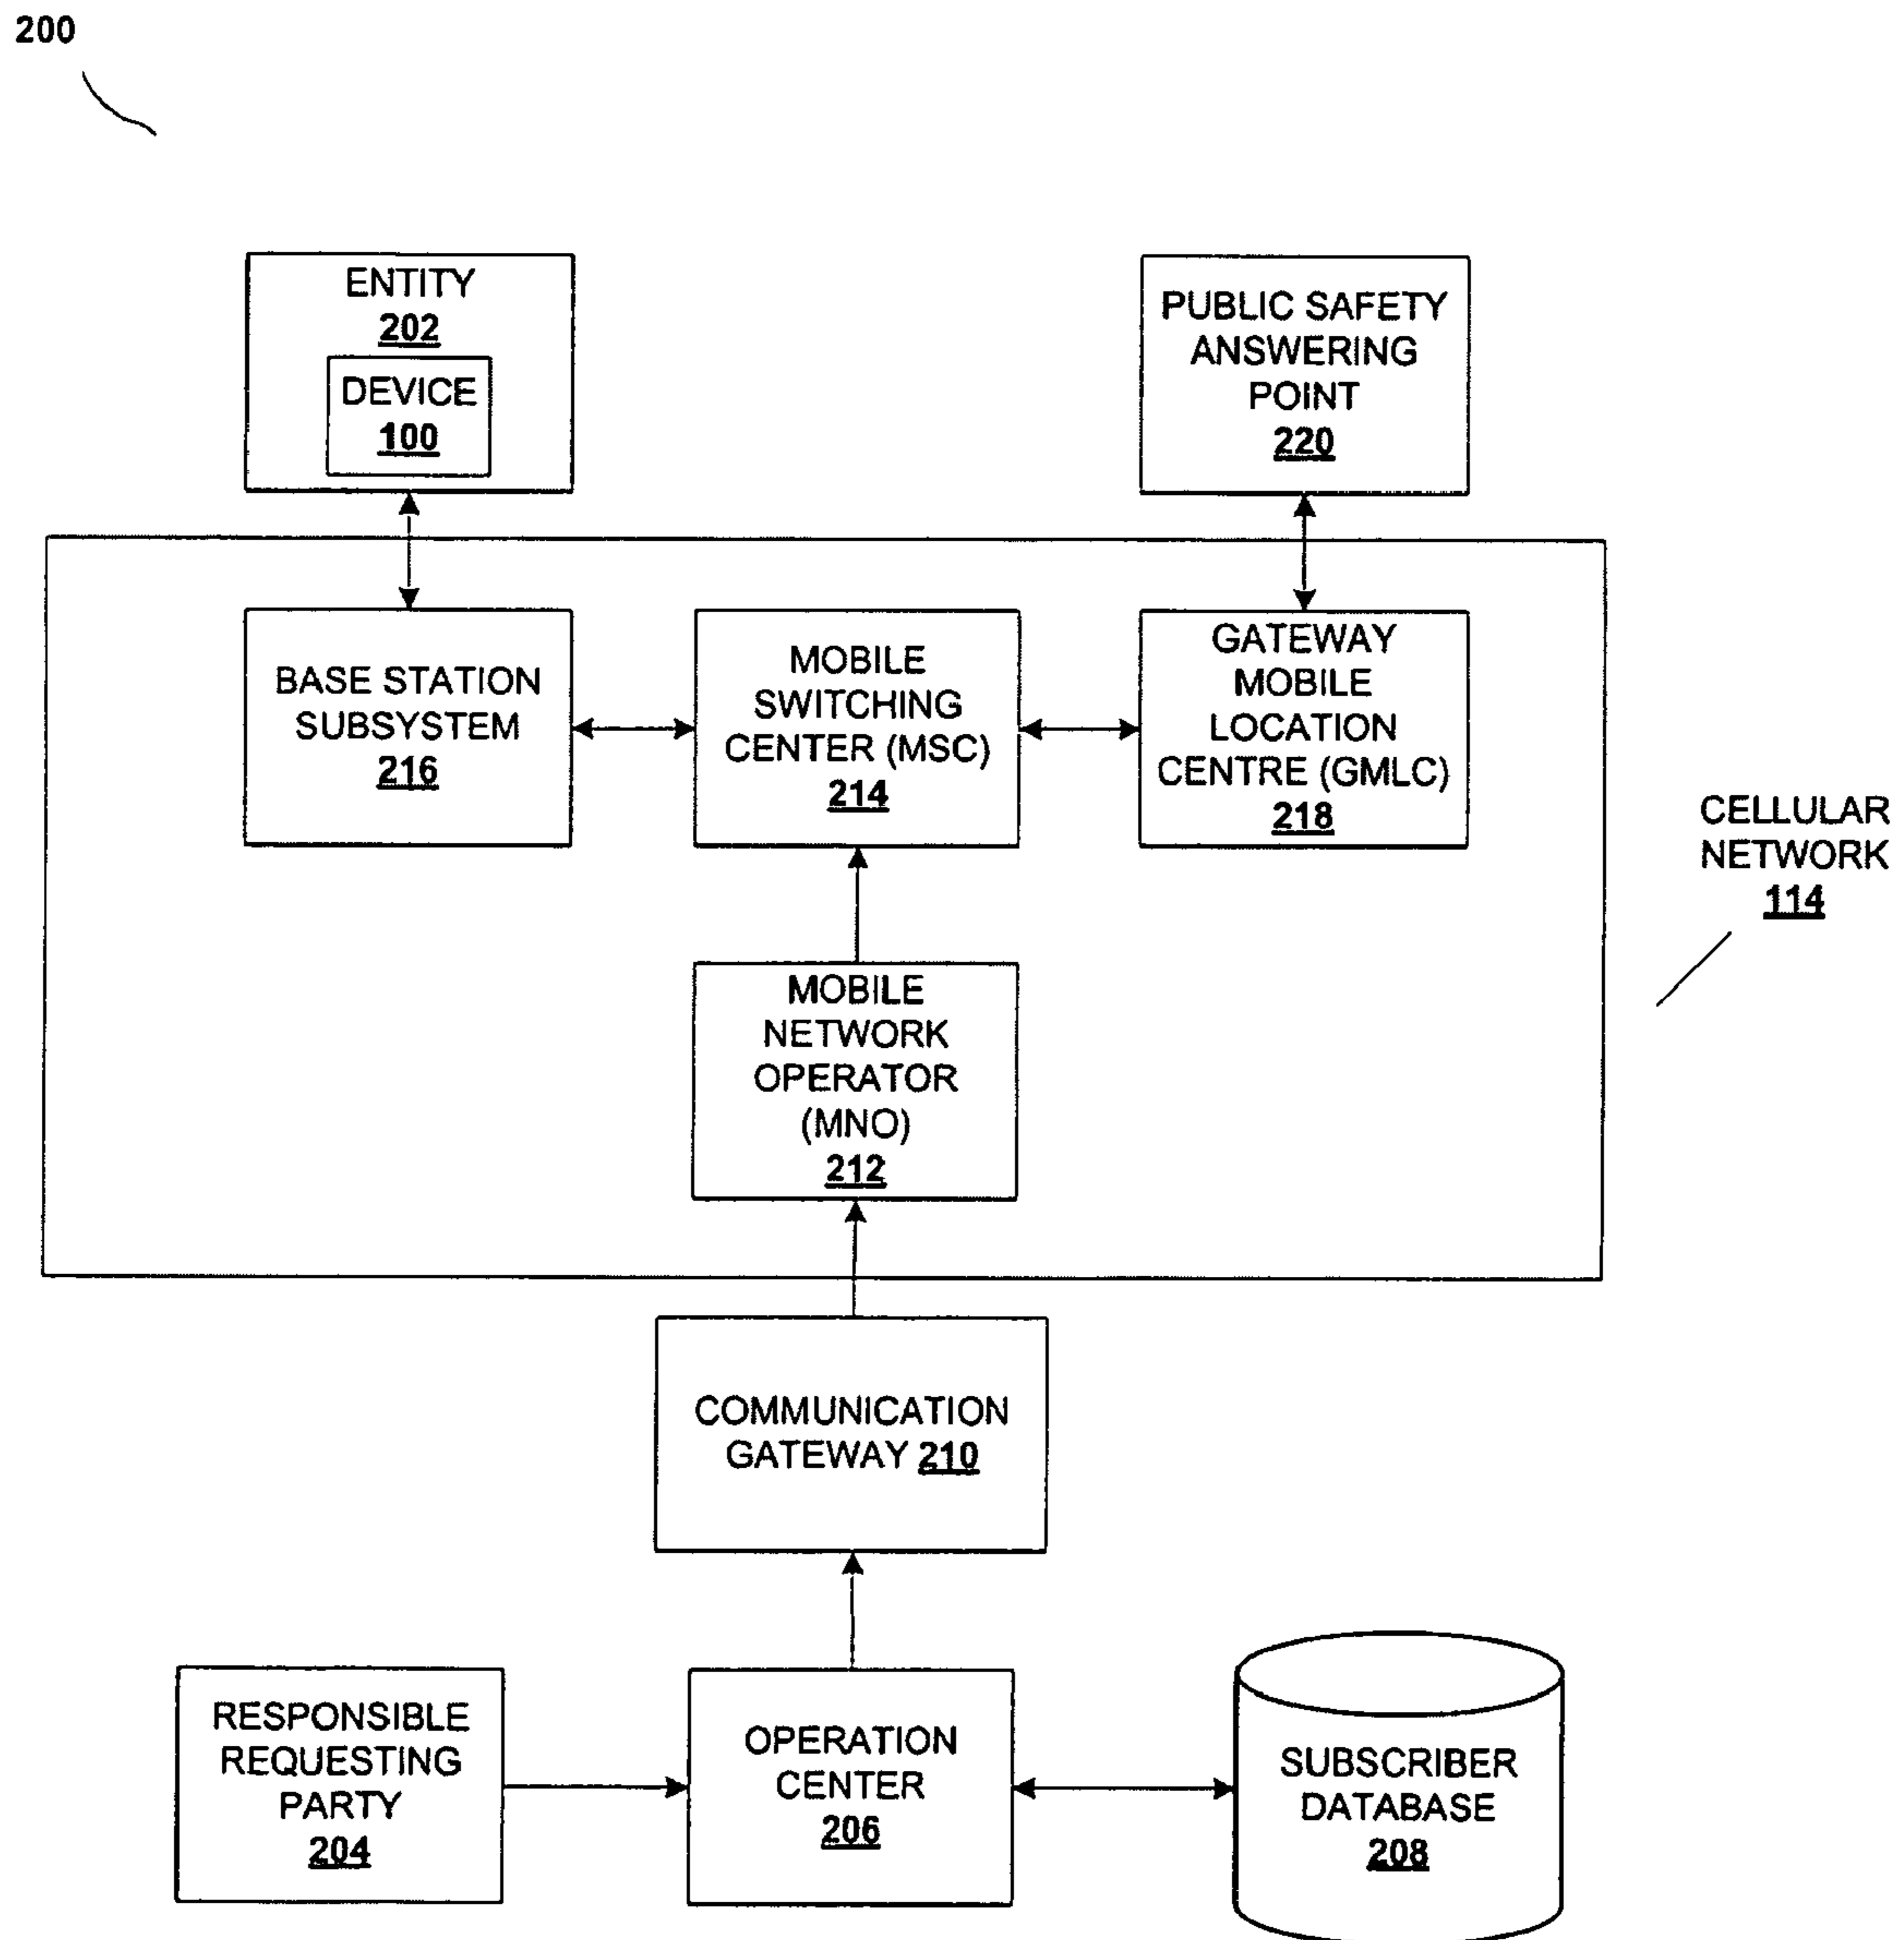 200
ENTITY
202
DEVICE
100
PUBLIC SAFETY
ANSWERING
POINT
220
BASE STATION
SUBSYSTEM
216
MOBILE
SWITCHING
CENTER (MSC)
214
GATEWAY
MOBILE
LOCATION
CENTRE (GMLC)
218
CELLULAR
NETWORK
114
MOBILE
NETWORK
OPERATOR
(MNO)
212
COMMUNICATION
GATEWAY 210
RESPONSIBLE
REQUESTING
PARTY
204
OPERATION
CENTER
206
SUBSCRIBER
DATABASE
208